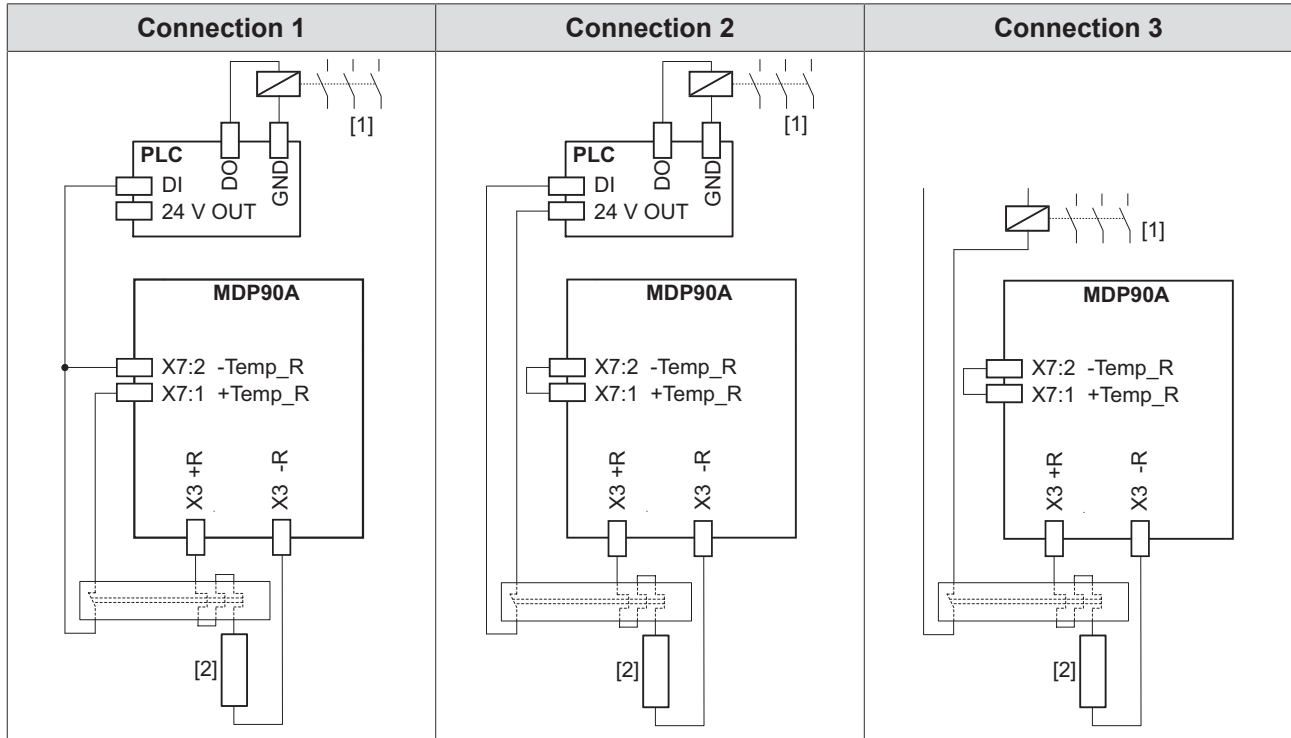 Connection 1
Connection 2
Connection 3
[1]
PLC
DO
GND
DI
24 V OUT
MDP90A
X7:2 -Temp_R
X7:1 +Temp_R
X3 +R
X3 -R
[2]
[1]
PLC
DO
GND
DI
24 V OUT
MDP90A
X7:2 -Temp_R
X7:1 +Temp_R
X3 +R
X3 -R
[2]
[1]
MDP90A
X7:2 -Temp_R
X7:1 +Temp_R
X3 +R
X3 -R
[2]